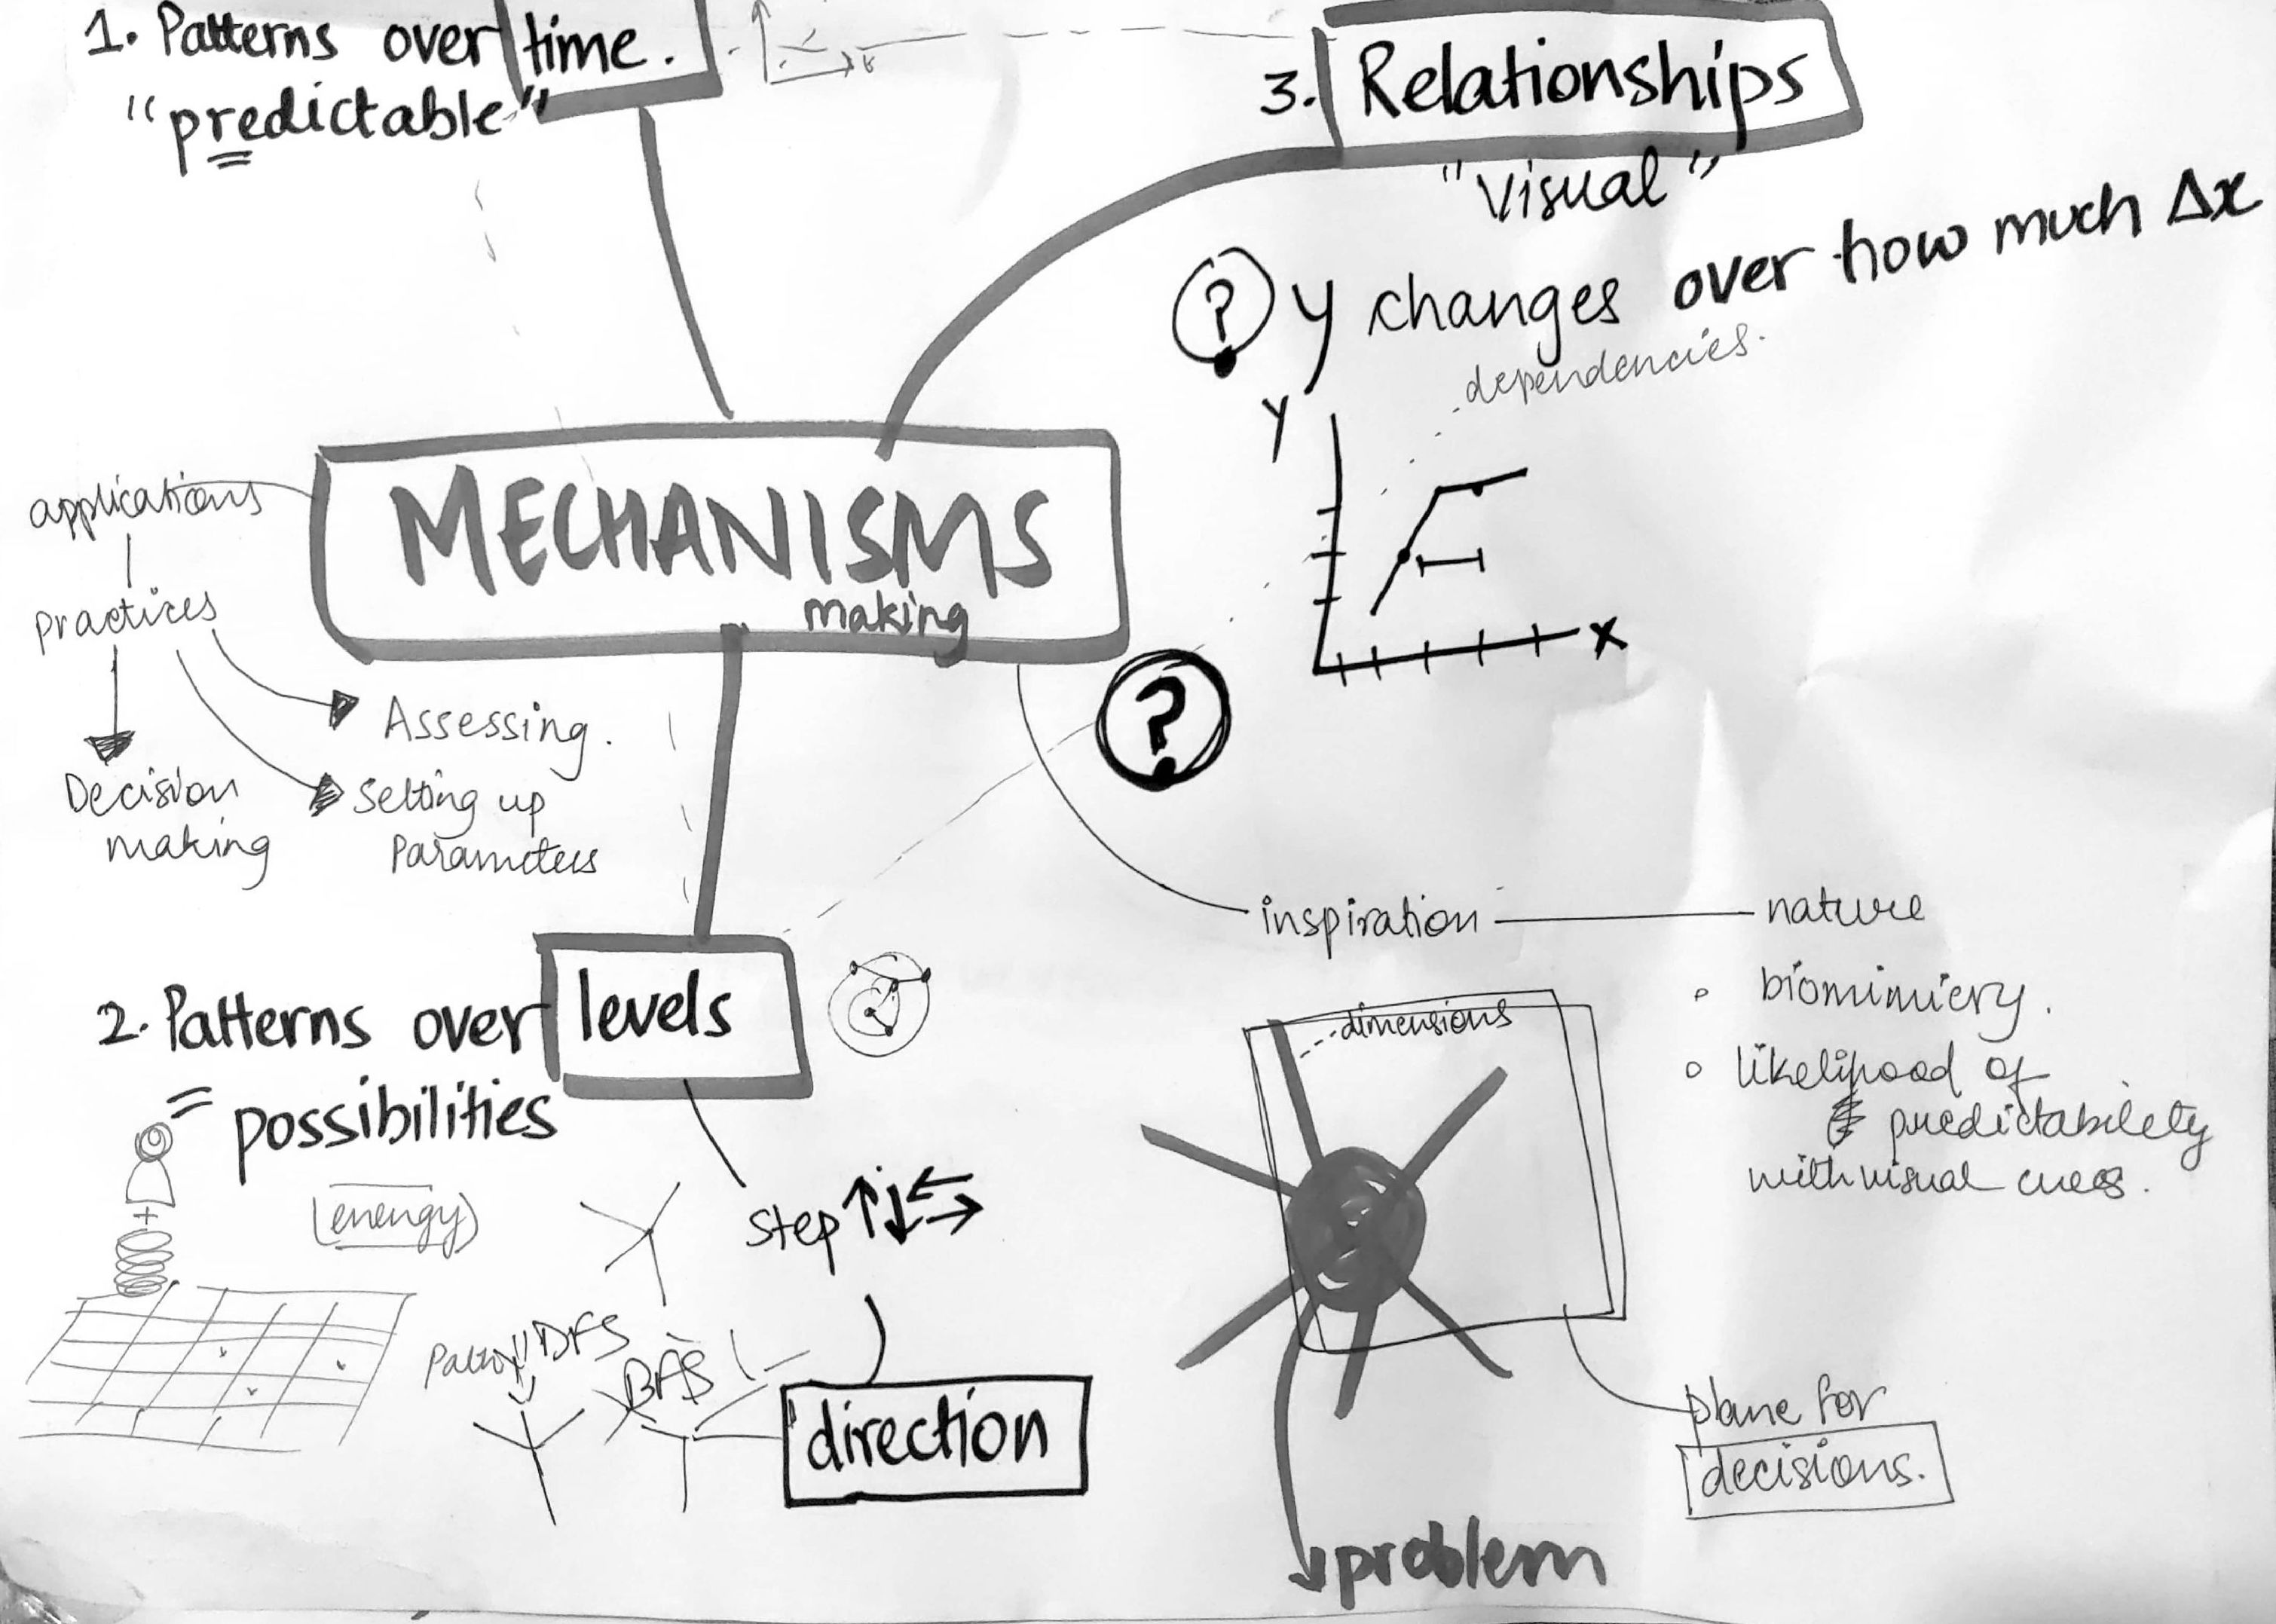 1. Patterns over time.
"predictable"
3. Relationships
"Visual"
? y changes over how much Δx
dependencies.
Y
X
MECHANISMS
making
applications
practices
Assessing.
Setting up
Parameters
Decision
making
?
inspiration
nature
biomimicry.
likelihood of
predictability
with visual cues.
2. Patterns over levels
= possibilities
(energy)
+
step ↑↓←→
DFS
BFS
direction
dimensions
plane for
decisions.
problem